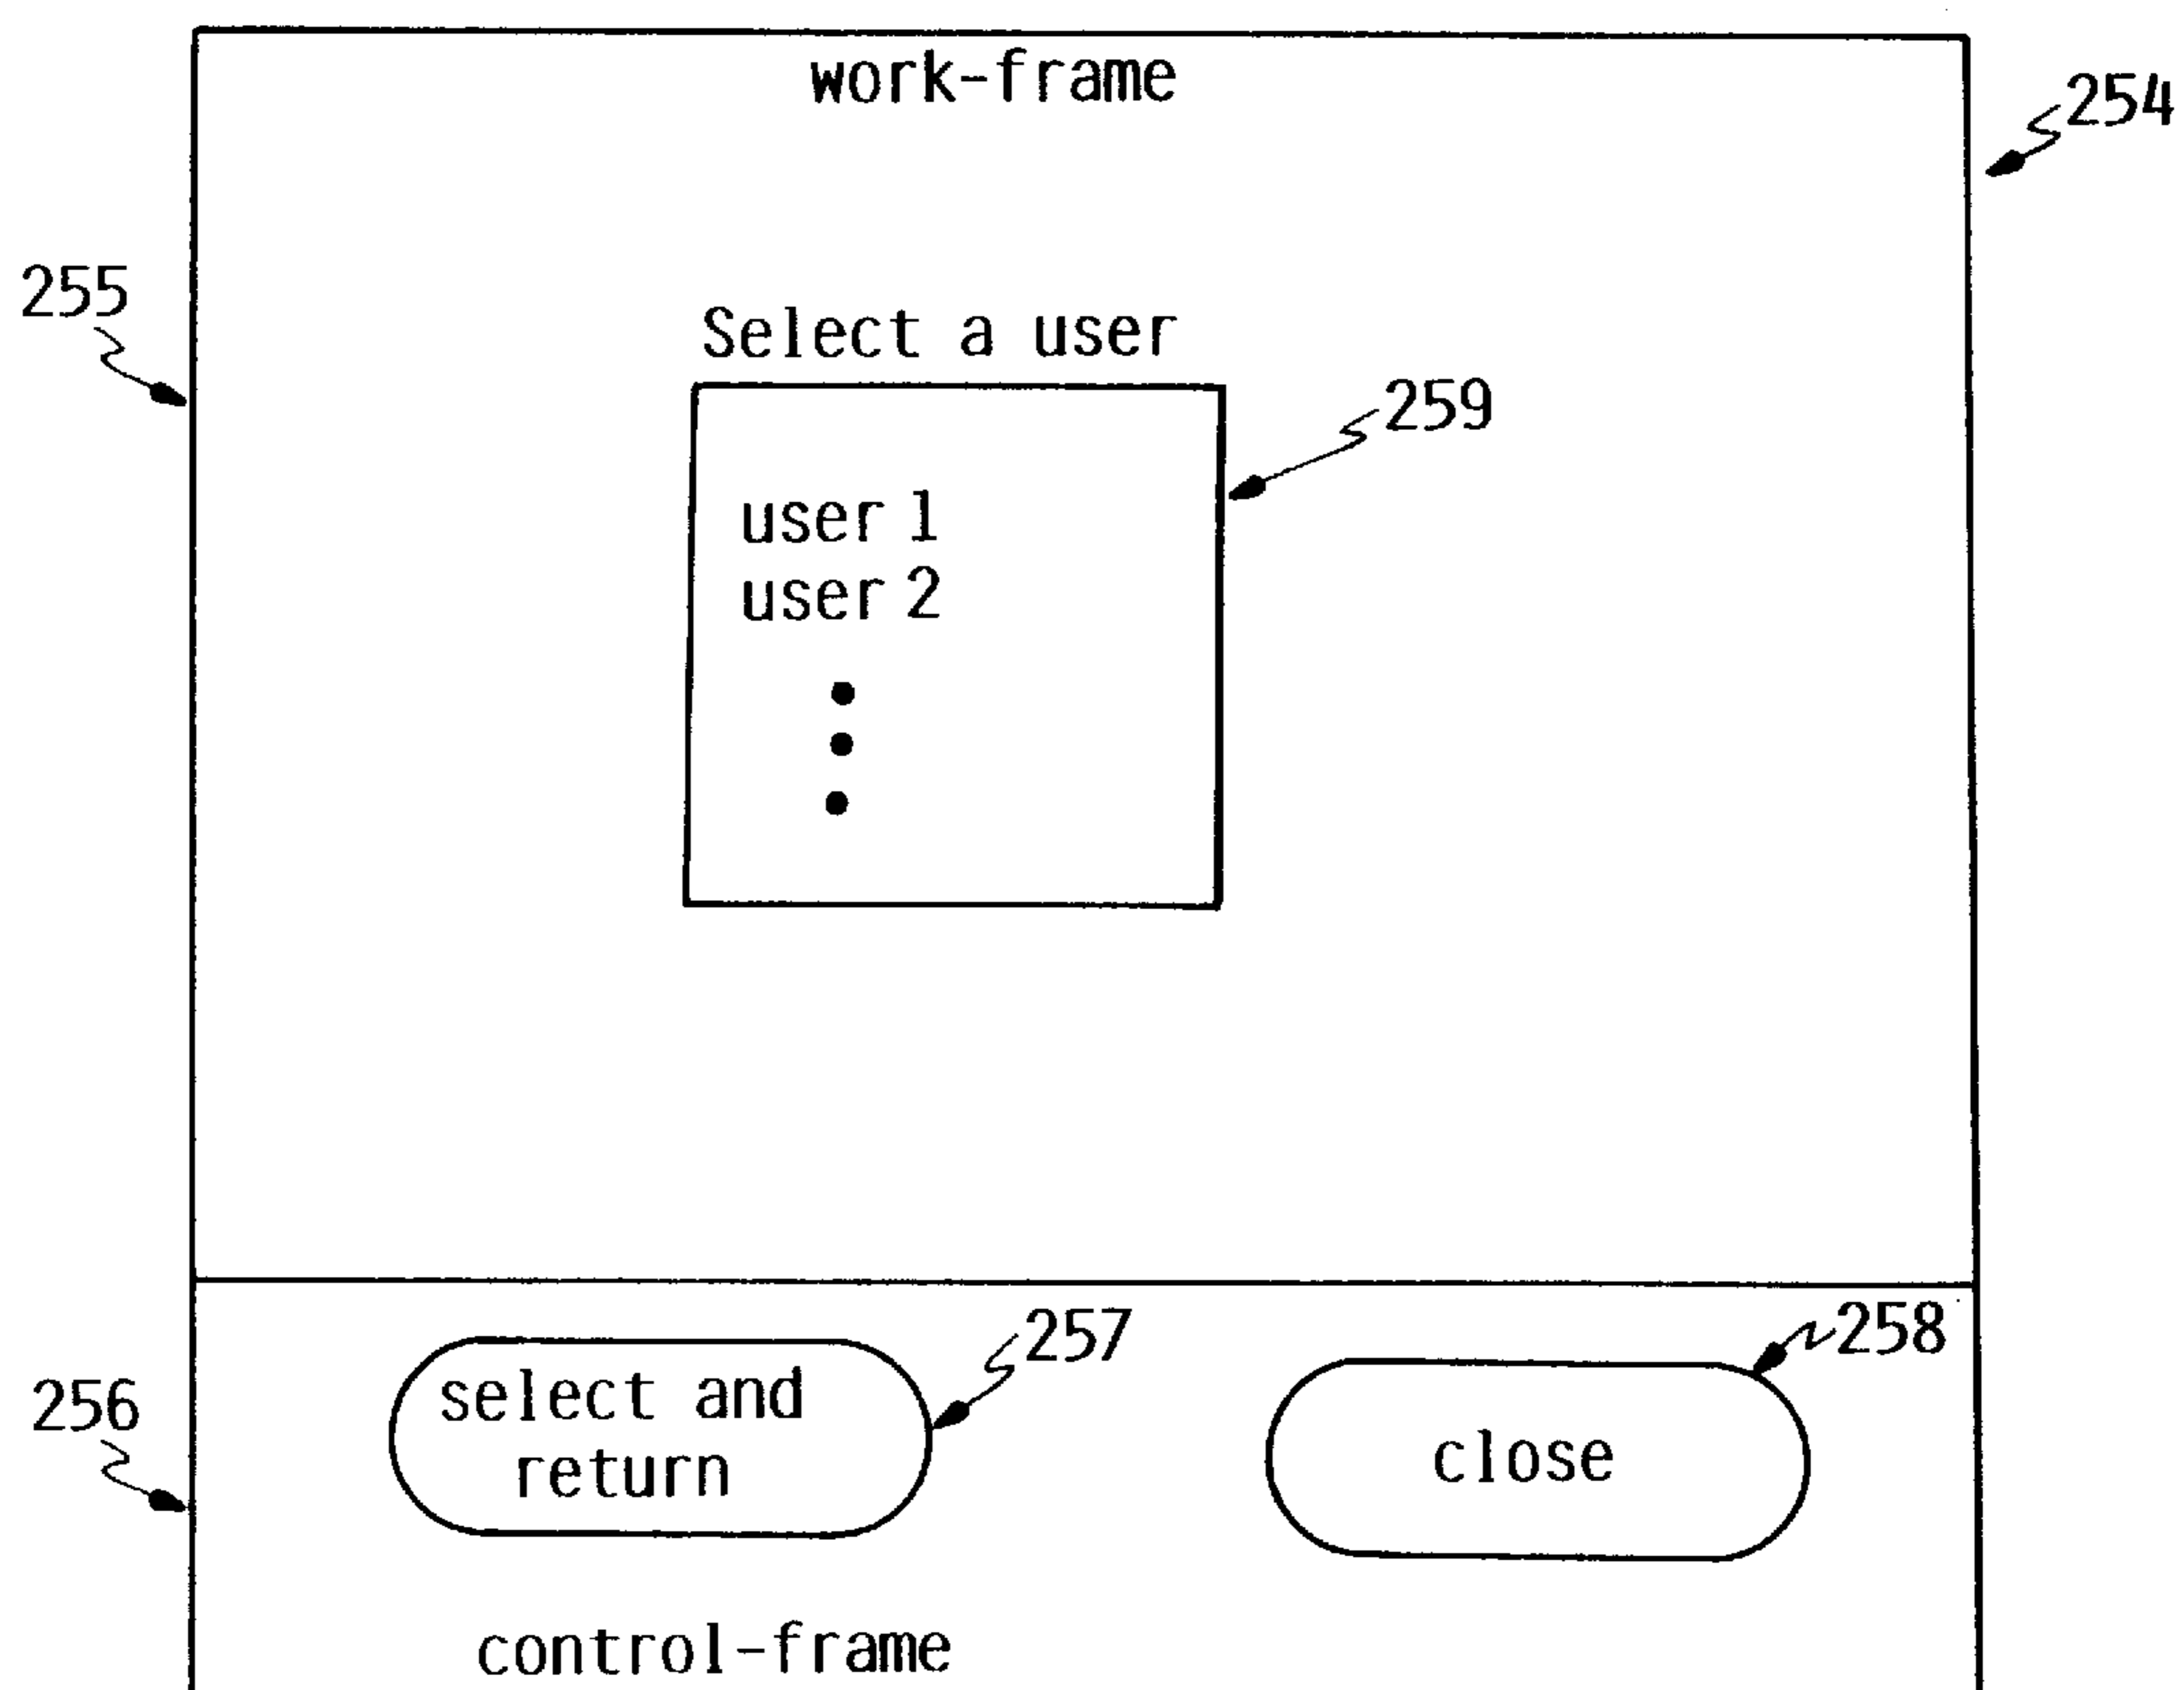 work-frame
254
255
Select a user
259
user 1
user 2
257
258
select and
return
256
close
control-frame